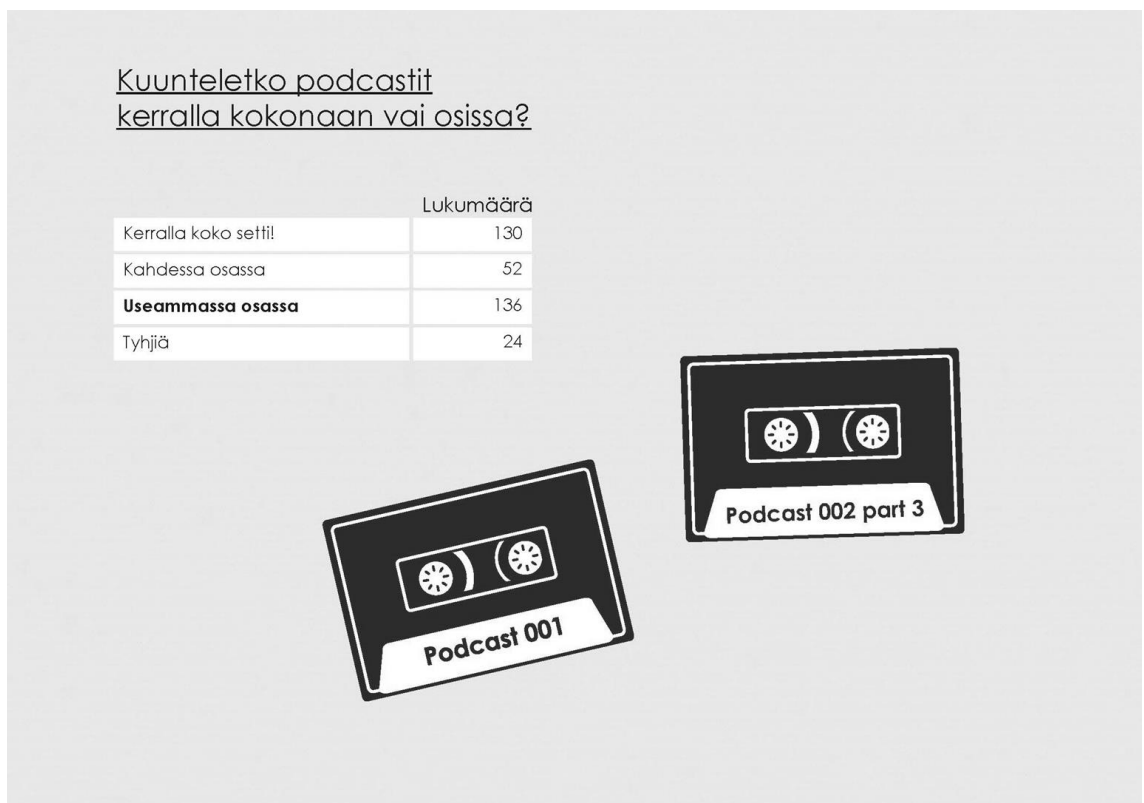 Kuunteletko podcastit
kerralla kokonaan vai osissa?
Lukumäärä
Kerralla koko setti! 130
Kahdessa osassa 52
Useammassa osassa 136
Tyhjiä 24
Podcast 002 part 3
Podcast 001